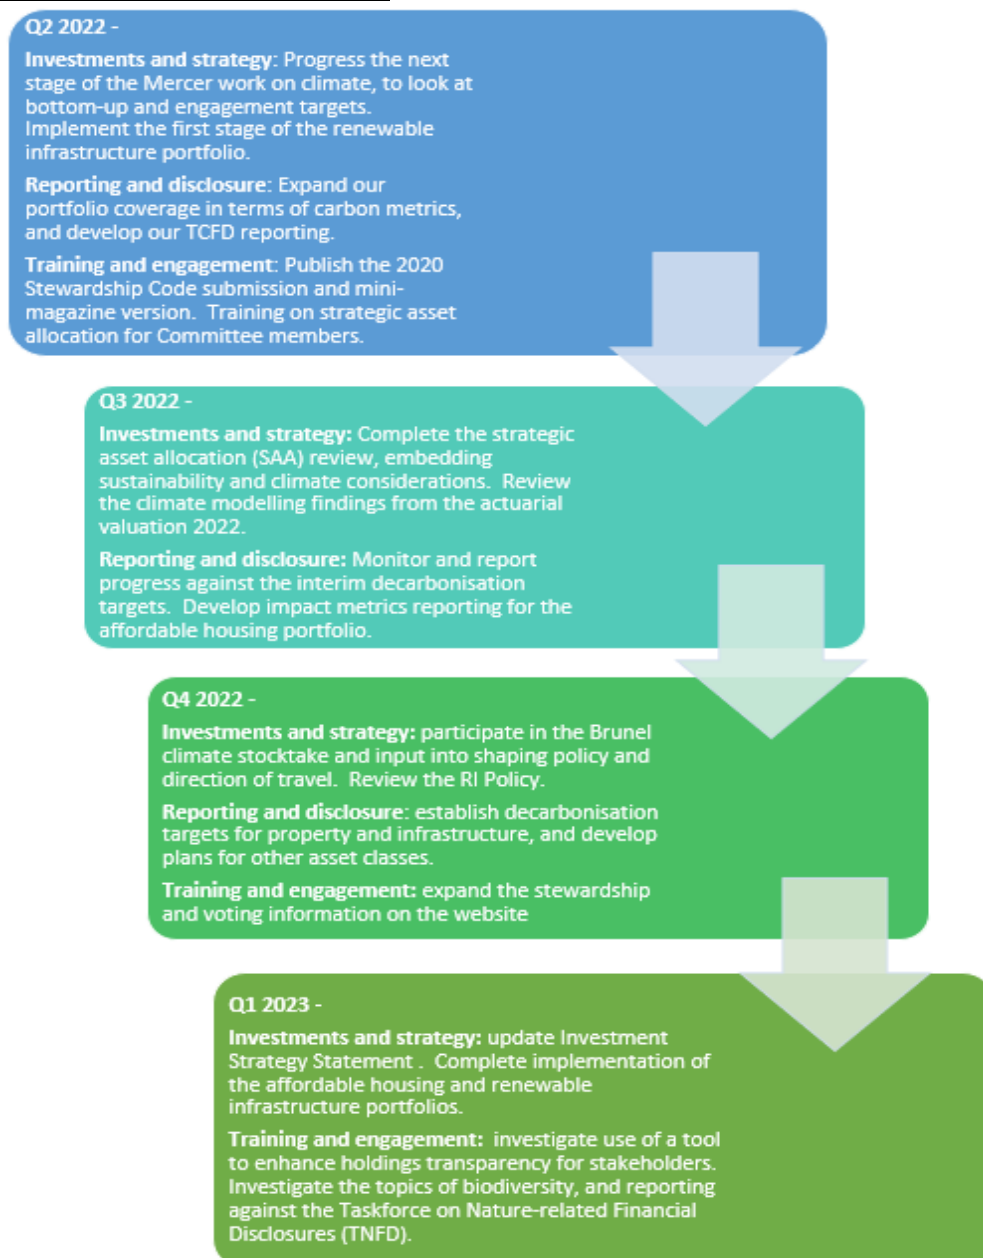 Q2 2022 -
Investments and strategy: Progress the next
stage of the Mercer work on climate, to look at
bottom-up and engagement targets.
Implement the first stage of the renewable
infrastructure portfolio.
Reporting and disclosure: Expand our
portfolio coverage in terms of carbon metrics,
and develop our TCFD reporting.
Training and engagement: Publish the 2020
Stewardship Code submission and mini-
magazine version.  Training on strategic asset
allocation for Committee members.
Q3 2022 -
Investments and strategy: Complete the strategic
asset allocation (SAA) review, embedding
sustainability and climate considerations.  Review
the climate modelling findings from the actuarial
valuation 2022.
Reporting and disclosure: Monitor and report
progress against the interim decarbonisation
targets.  Develop impact metrics reporting for the
affordable housing portfolio.
Q4 2022 -
Investments and strategy: participate in the Brunel
climate stocktake and input into shaping policy and
direction of travel.  Review the RI Policy.
Reporting and disclosure: establish decarbonisation
targets for property and infrastructure, and develop
plans for other asset classes.
Training and engagement: expand the stewardship
and voting information on the website
Q1 2023 -
Investments and strategy: update Investment
Strategy Statement .  Complete implementation of
the affordable housing and renewable
infrastructure portfolios.
Training and engagement:  investigate use of a tool
to enhance holdings transparency for stakeholders.
Investigate the topics of biodiversity, and reporting
against the Taskforce on Nature-related Financial
Disclosures (TNFD).